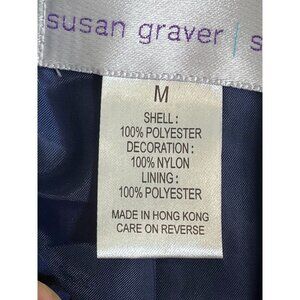 susan graver | s
M
SHELL:
100% POLYESTER
DECORATION:
100% NYLON
LINING:
100% POLYESTER
MADE IN HONG KONG
CARE ON REVERSE